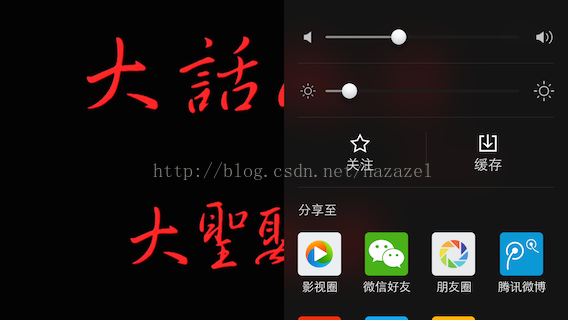 大話
大聖
http://blog.csdn.net/hazazel
关注
缓存
分享至
影视圈
微信好友
朋友圈
腾讯微博